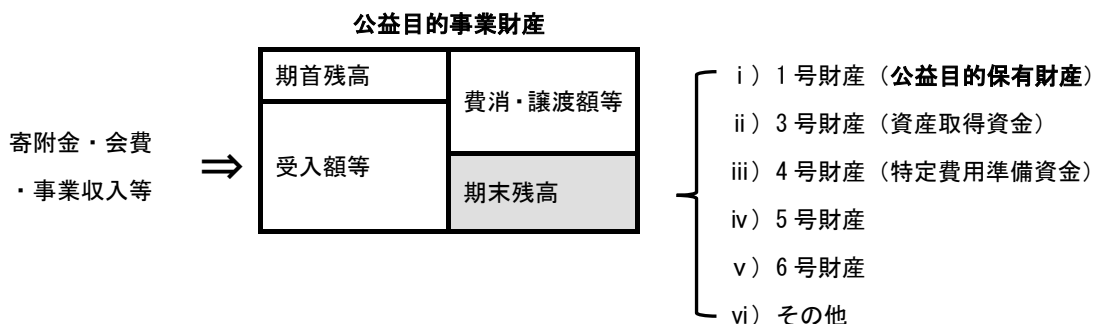 公益目的事業財産
寄附金・会費
・事業収入等
⇒
期首残高
受入額等
費消・譲渡額等
期末残高
ⅰ）1号財産（公益目的保有財産）
ⅱ）3号財産（資産取得資金）
ⅲ）4号財産（特定費用準備資金）
ⅳ）5号財産
ⅴ）6号財産
ⅵ）その他